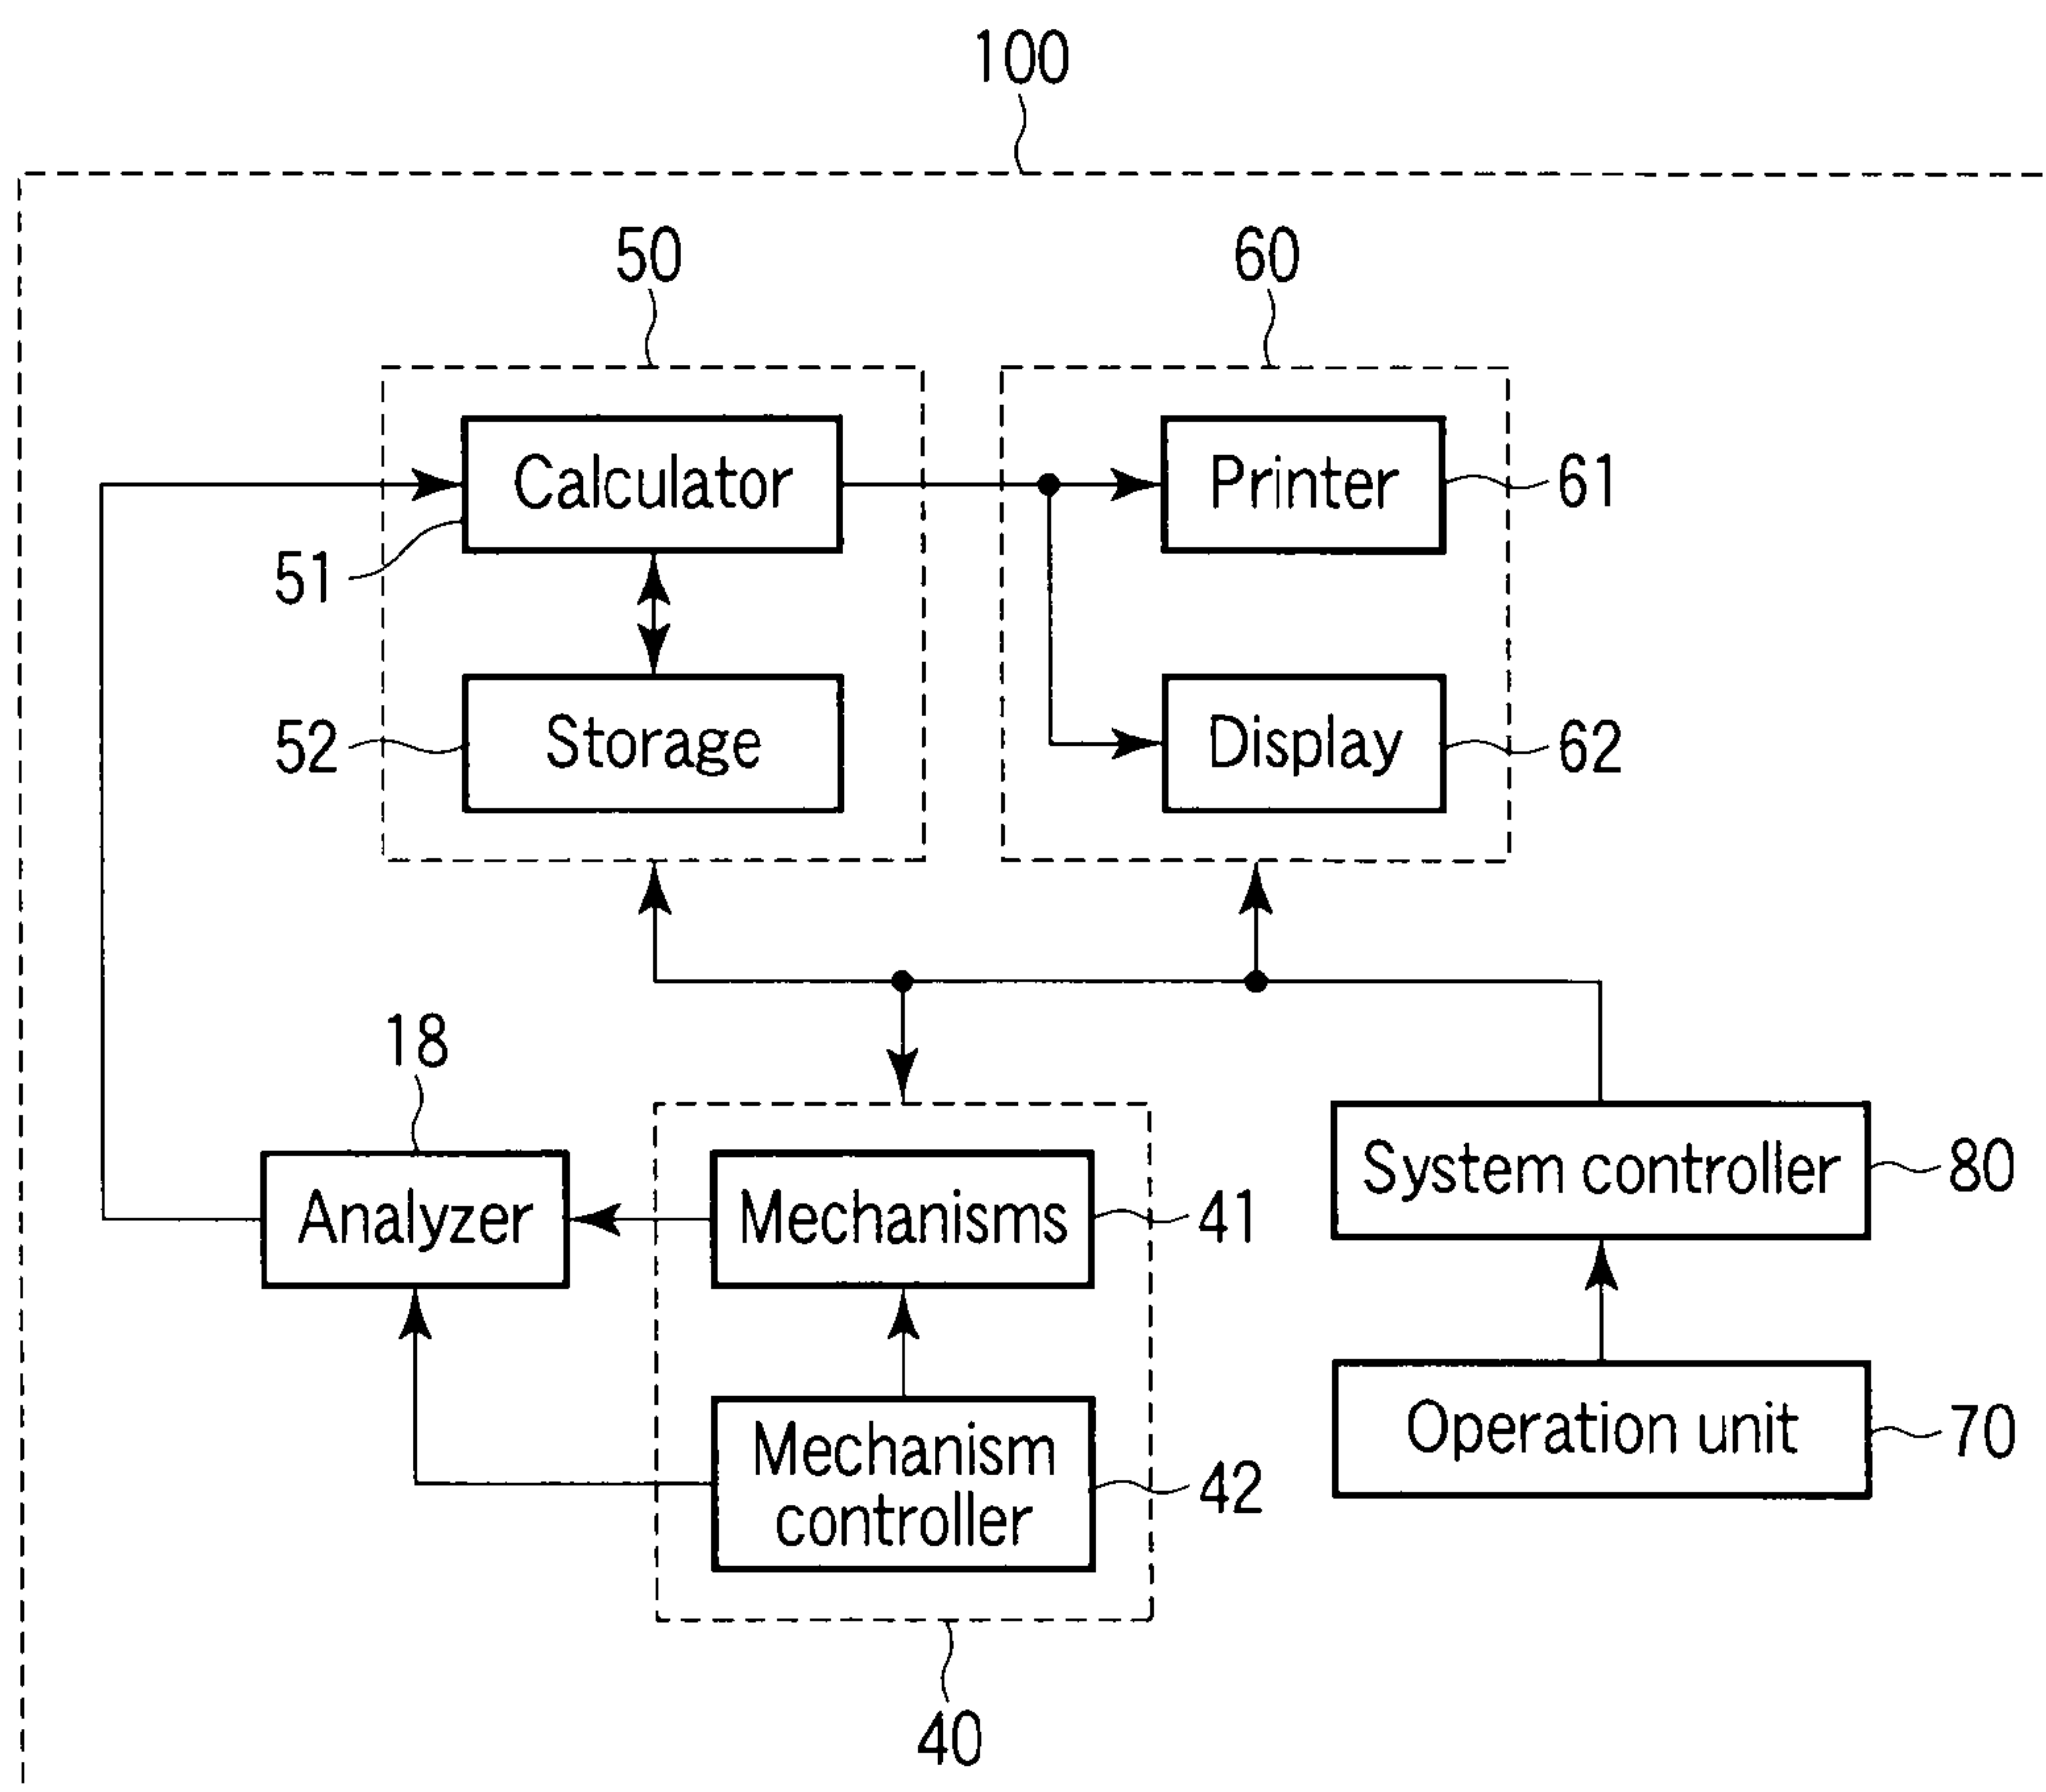 100
50
60
Calculator
Printer
61
51
Storage
Display
52
62
18
System controller
80
Analyzer
Mechanisms
41
Operation unit
70
Mechanism
controller
42
40